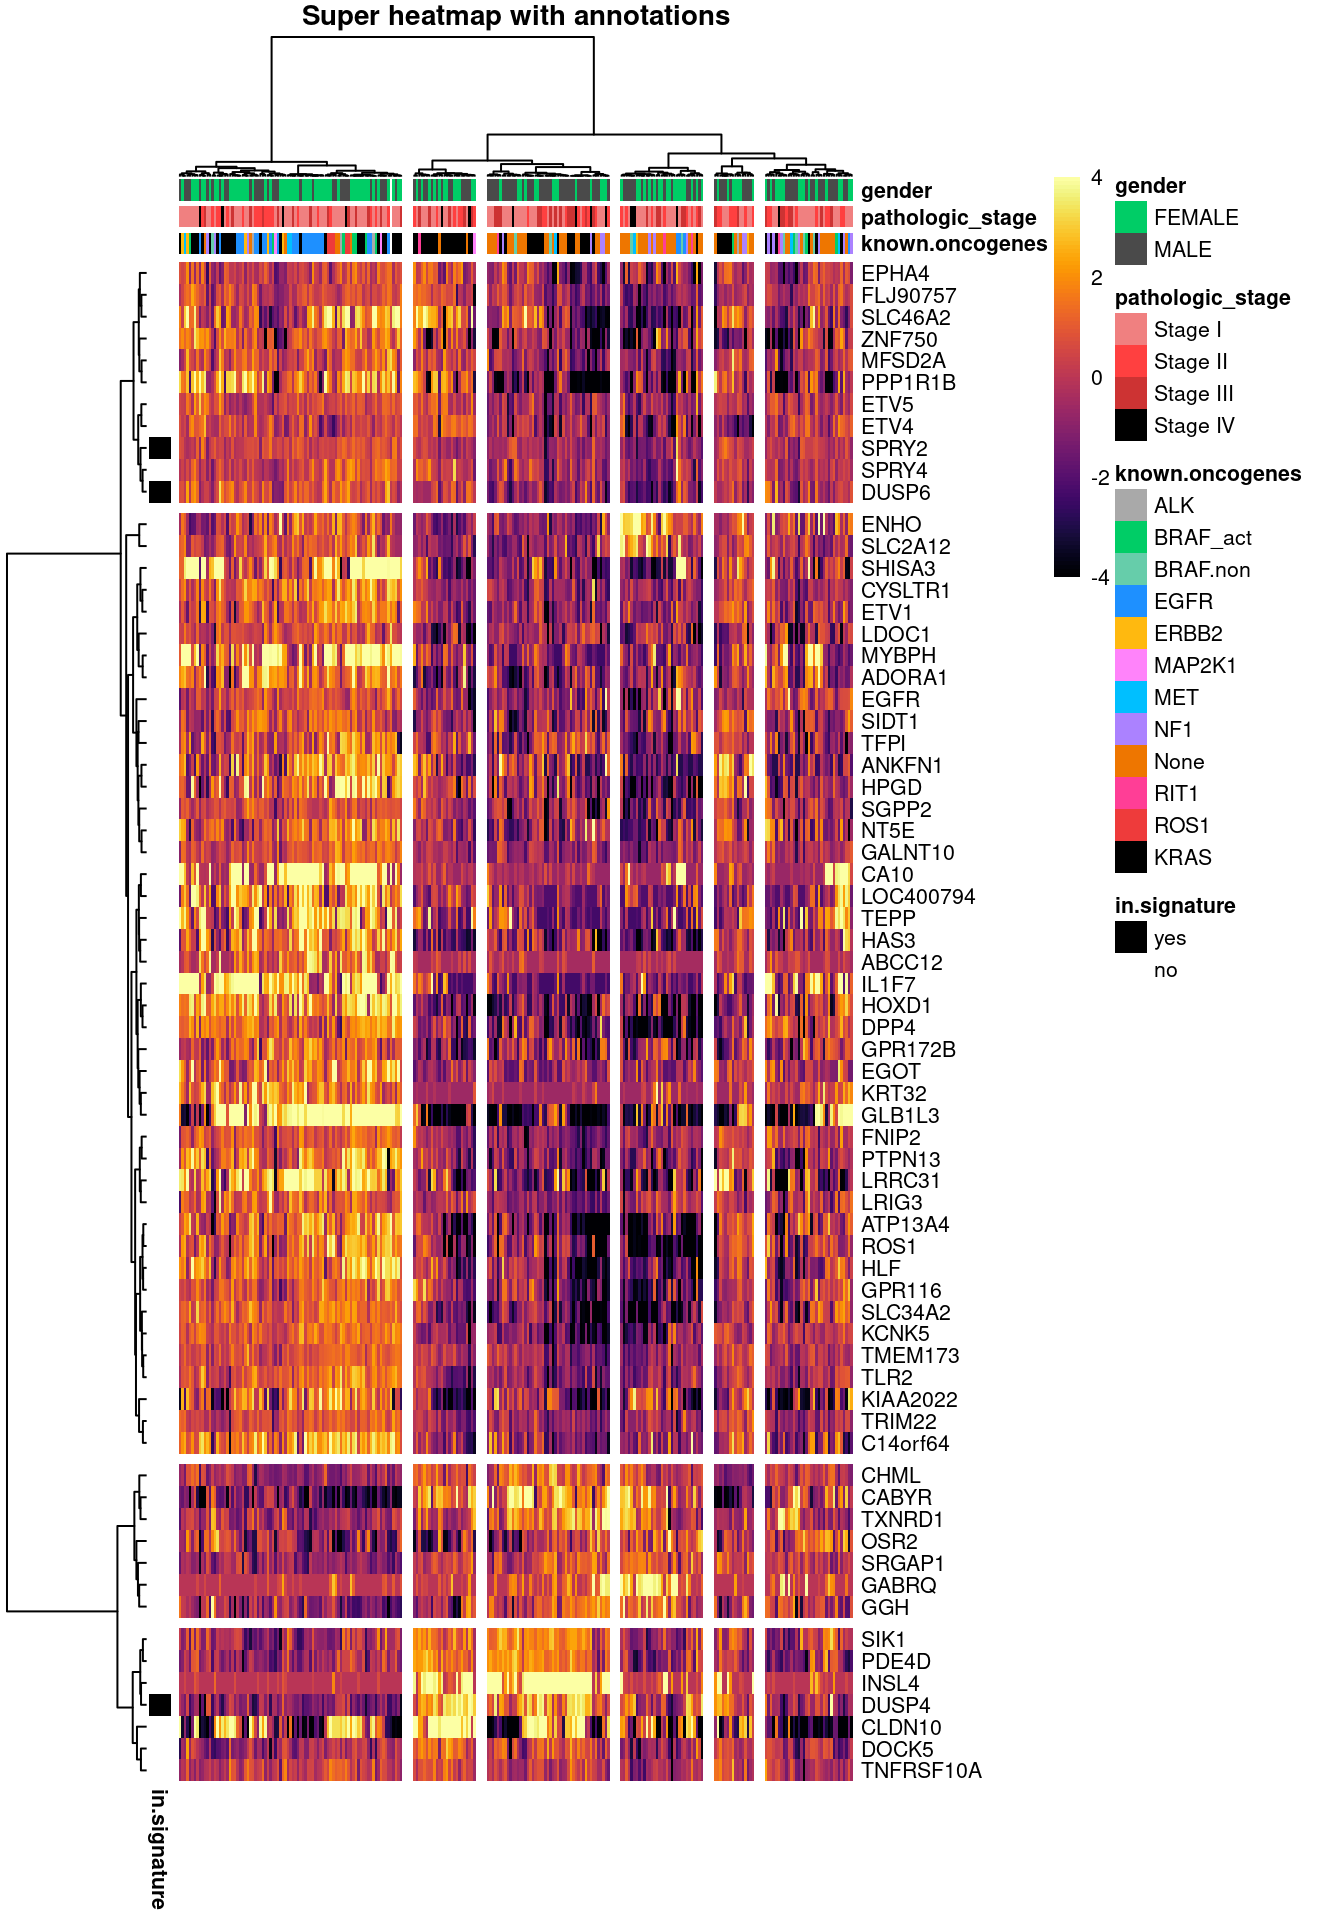 Super heatmap with annotations
gender
pathologic_stage
known.oncogenes
EPHA4
FLJ90757
SLC46A2
ZNF750
MFSD2A
PPP1R1B
ETV5
ETV4
SPRY2
SPRY4
DUSP6
ENHO
SLC2A12
SHISA3
CYSLTR1
ETV1
LDOC1
MYBPH
ADORA1
EGFR
SIDT1
TFPI
ANKFN1
HPGD
SGPP2
NT5E
GALNT10
CA10
LOC400794
TEPP
HAS3
ABCC12
IL1F7
HOXD1
DPP4
GPR172B
EGOT
KRT32
GLB1L3
FNIP2
PTPN13
LRRC31
LRIG3
ATP13A4
ROS1
HLF
GPR116
SLC34A2
KCNK5
TMEM173
TLR2
KIAA2022
TRIM22
C14orf64
CHML
CABYR
TXNRD1
OSR2
SRGAP1
GABRQ
GGH
SIK1
PDE4D
INSL4
DUSP4
CLDN10
DOCK5
TNFRSF10A
in.signature
4
2
0
-2
-4
gender
FEMALE
MALE
pathologic_stage
Stage I
Stage II
Stage III
Stage IV
known.oncogenes
ALK
BRAF_act
BRAF.non
EGFR
ERBB2
MAP2K1
MET
NF1
None
RIT1
ROS1
KRAS
in.signature
yes
no